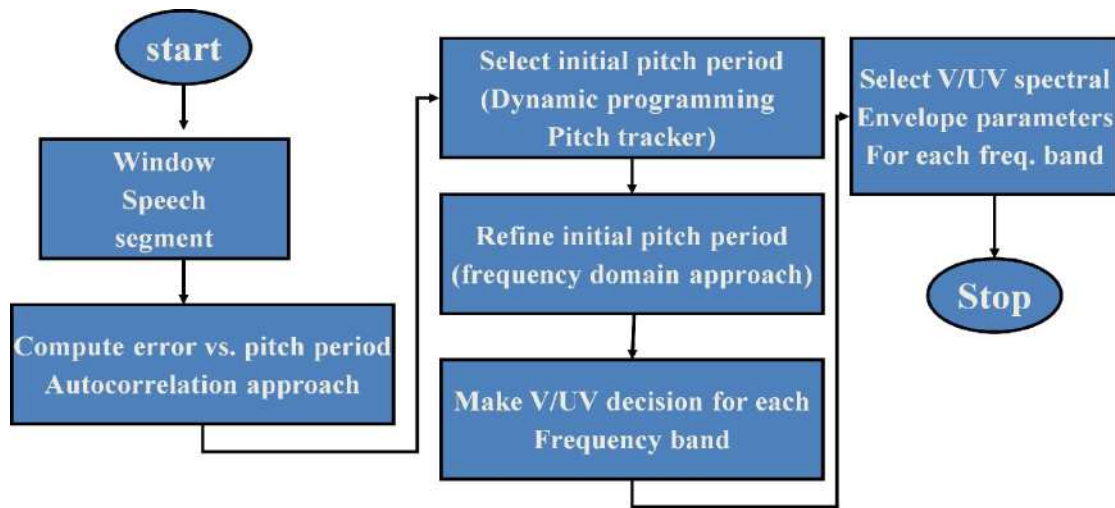 start
Window
Speech
segment
Compute error vs. pitch period
Autocorrelation approach
Select initial pitch period
(Dynamic programming
Pitch tracker)
Refine initial pitch period
(frequency domain approach)
Make V/UV decision for each
Frequency band
Select V/UV spectral
Envelope parameters
For each freq. band
Stop